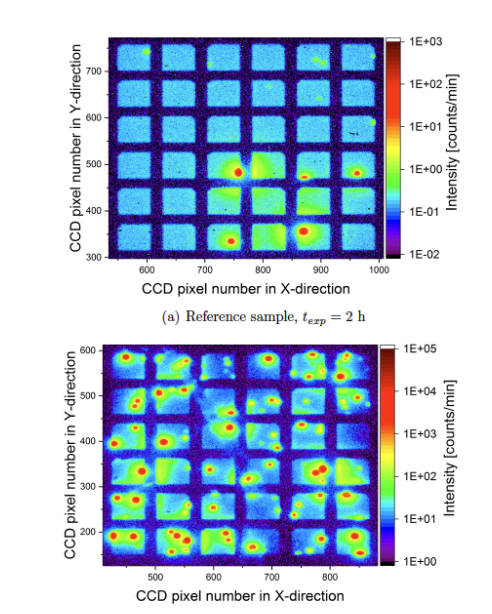 1E+03
1E+02
1E+01
1E+00
1E-01
1E-02
Intensity [counts/min]
CCD pixel number in Y-direction
700
600
500
400
300
600 700 800 900 1000
CCD pixel number in X-direction
(a) Reference sample, t_exp = 2 h
1E+05
1E+04
1E+03
1E+02
1E+01
1E+00
Intensity [counts/min]
CCD pixel number in Y-direction
600
500
400
300
200
500 600 700 800
CCD pixel number in X-direction